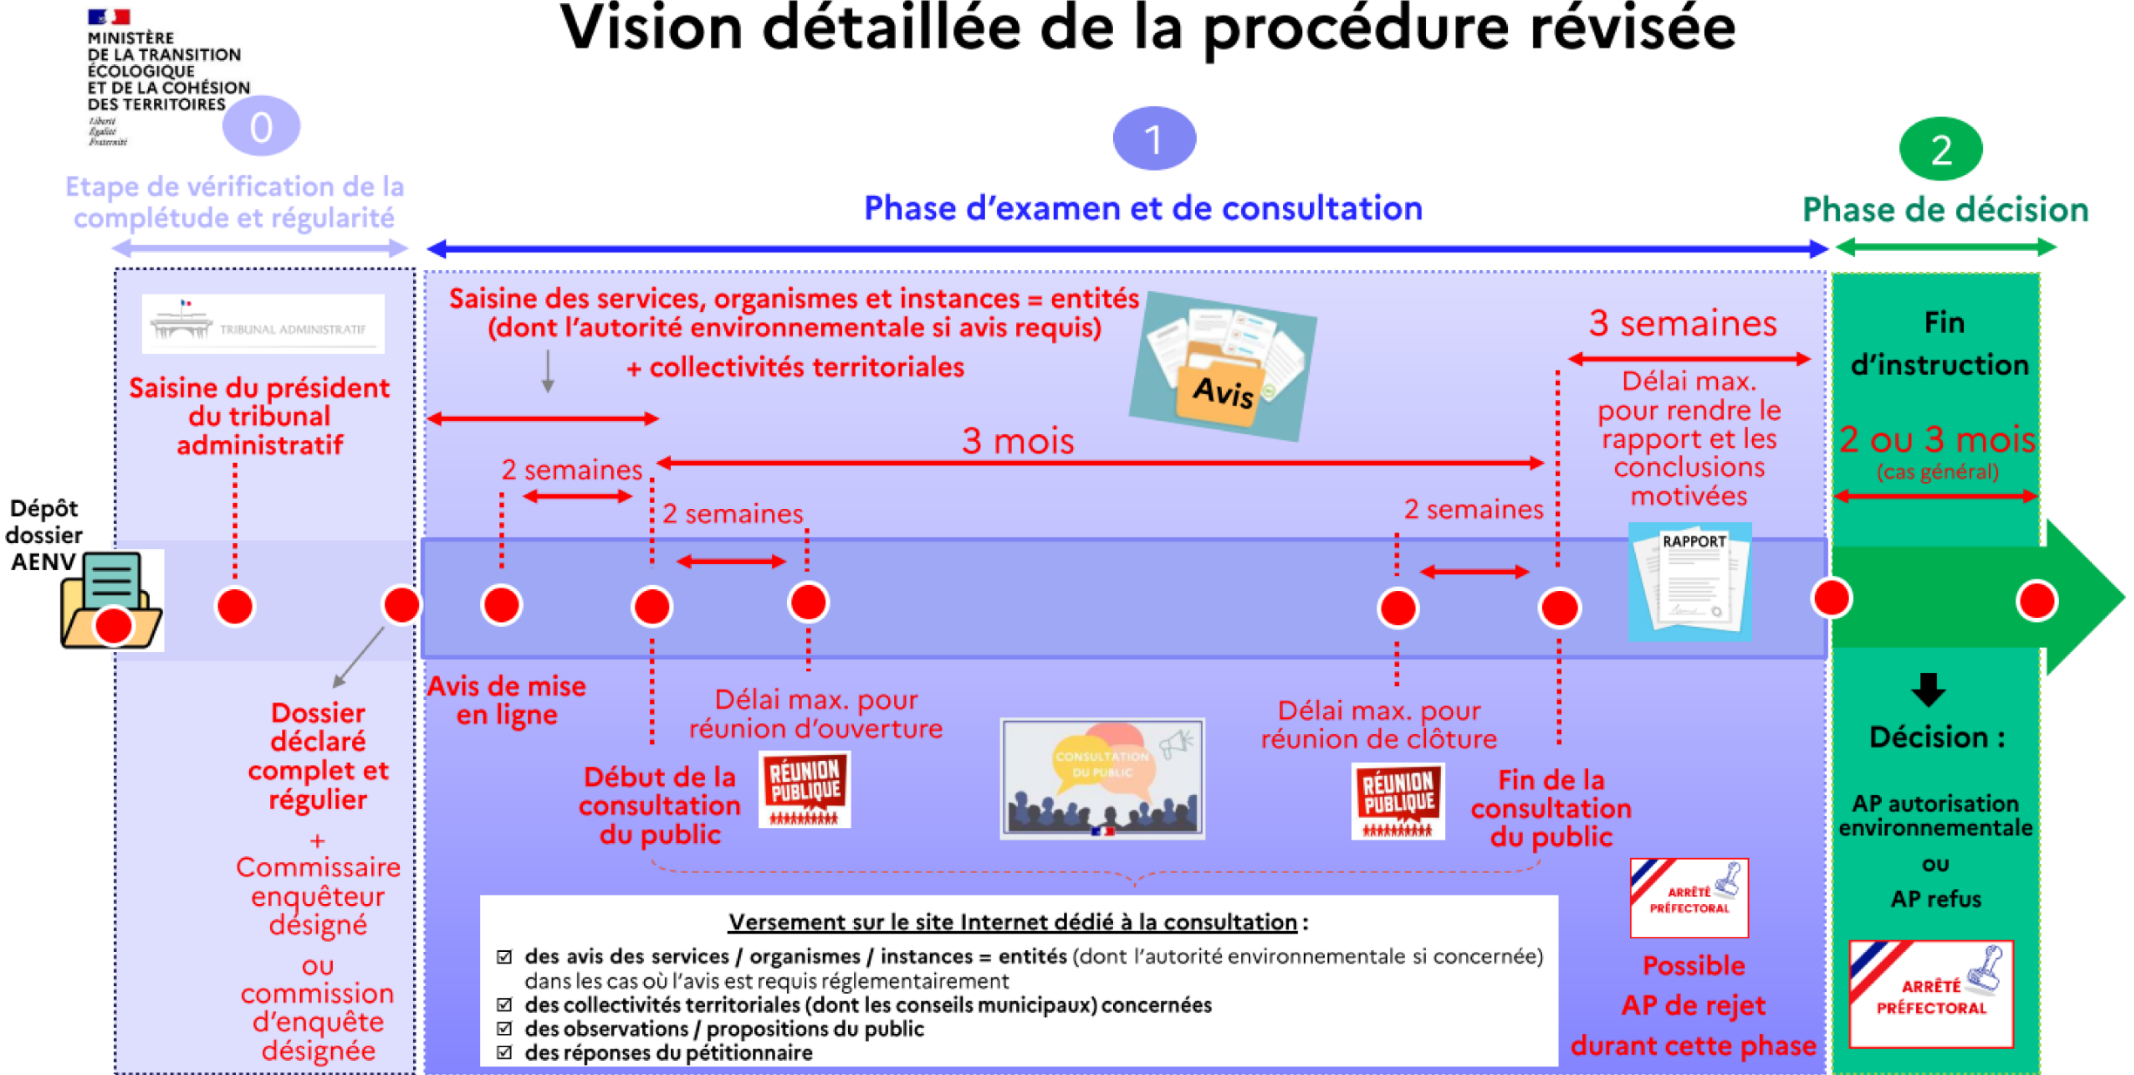 Vision détaillée de la procédure révisée
MINISTÈRE
DE LA TRANSITION
ÉCOLOGIQUE
ET DE LA COHÉSION
DES TERRITOIRES
Liberté
Égalité
Fraternité
0
Etape de vérification de la
complétude et régularité
1
Phase d'examen et de consultation
2
Phase de décision
TRIBUNAL ADMINISTRATIF
Saisine du président
du tribunal
administratif
Dépôt
dossier
AENV
Dossier
déclaré
complet et
régulier
+
Commissaire
enquêteur
désigné
ou
commission
d'enquête
désignée
Saisine des services, organismes et instances = entités
(dont l'autorité environnementale si avis requis)
+ collectivités territoriales
Avis
2 semaines
3 mois
2 semaines
2 semaines
3 semaines
Délai max.
pour rendre le
rapport et les
conclusions
motivées
RAPPORT
Avis de mise
en ligne
Début de la
consultation
du public
Délai max. pour
réunion d'ouverture
RÉUNION
PUBLIQUE
CONSULTATION
DU PUBLIC
Délai max. pour
réunion de clôture
RÉUNION
PUBLIQUE
Fin de la
consultation
du public
Versement sur le site Internet dédié à la consultation :
☑ des avis des services / organismes / instances = entités (dont l'autorité environnementale si concernée)
dans les cas où l'avis est requis réglementairement
☑ des collectivités territoriales (dont les conseils municipaux) concernées
☑ des observations / propositions du public
☑ des réponses du pétitionnaire
ARRÊTÉ
PRÉFECTORAL
Possible
AP de rejet
durant cette phase
Fin
d'instruction
2 ou 3 mois
(cas général)
Décision :
AP autorisation
environnementale
ou
AP refus
ARRÊTÉ
PRÉFECTORAL